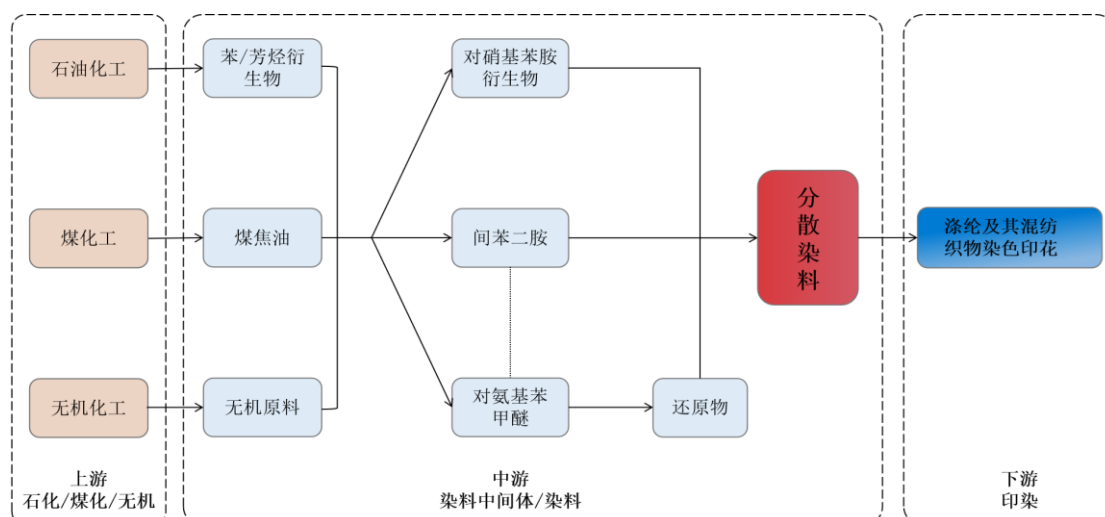 石油化工
苯/芳烃衍
生物
对硝基苯胺
衍生物
分
散
染
料
煤化工
煤焦油
间苯二胺
涤纶及其混纺
织物染色印花
无机化工
无机原料
对氨基苯
甲醚
还原物
上游
石化/煤化/无机
中游
染料中间体/染料
下游
印染